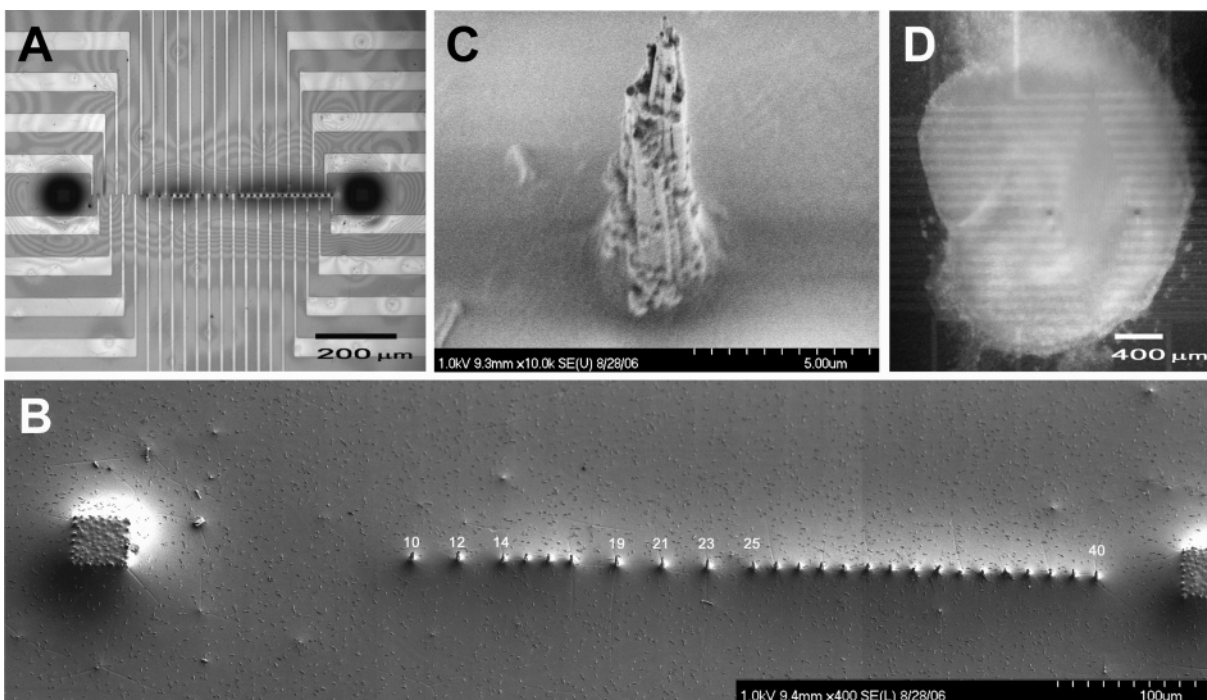 A
200 μm
C
1.0kV 9.3mm x10.0k SE(U) 8/28/06
5.00um
D
400 μm
B
10 12 14 19 21 23 25 40
1.0kV 9.4mm x400 SE(L) 8/28/06
100um